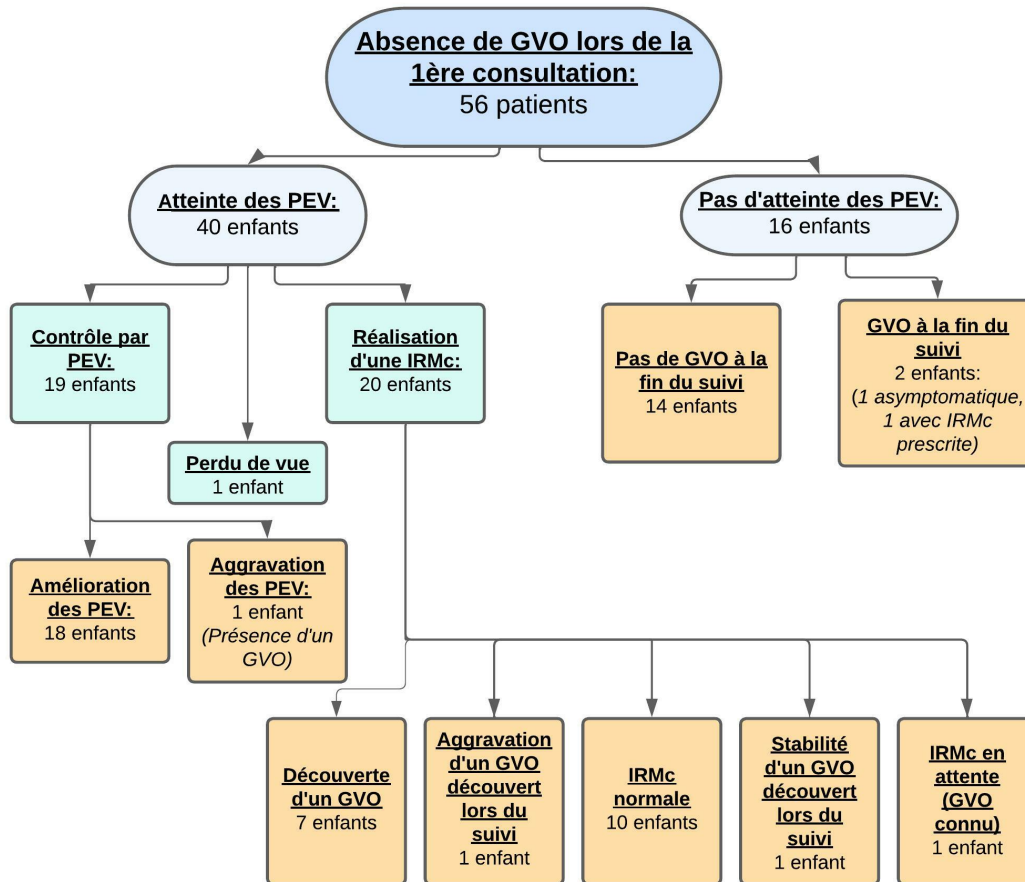 Absence de GVO lors de la
1ère consultation:
56 patients
Atteinte des PEV:
40 enfants
Pas d'atteinte des PEV:
16 enfants
Contrôle par
PEV:
19 enfants
Réalisation
d'une IRMc:
20 enfants
Pas de GVO à la
fin du suivi
14 enfants
GVO à la fin du
suivi
2 enfants:
(1 asymptomatique,
1 avec IRMc
prescrite)
Perdu de vue
1 enfant
Amélioration
des PEV:
18 enfants
Aggravation
des PEV:
1 enfant
(Présence d'un
GVO)
Découverte
d'un GVO
7 enfants
Aggravation
d'un GVO
découvert
lors du
suivi
1 enfant
IRMc
normale
10 enfants
Stabilité
d'un GVO
découvert
lors du
suivi
1 enfant
IRMc en
attente
(GVO
connu)
1 enfant